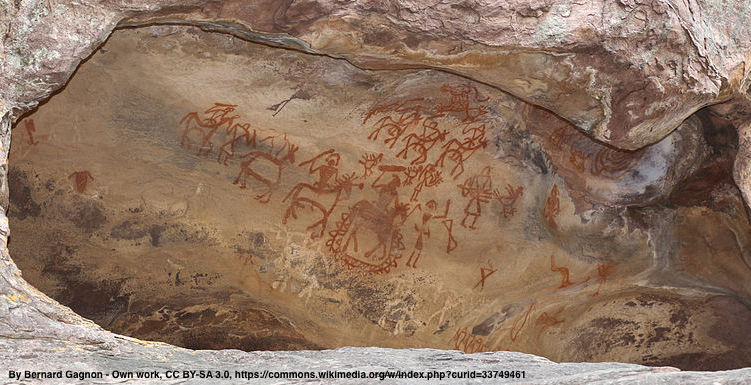 By Bernard Gagnon - Own work, CC BY-SA 3.0, https://commons.wikimedia.org/w/index.php?curid=33749461